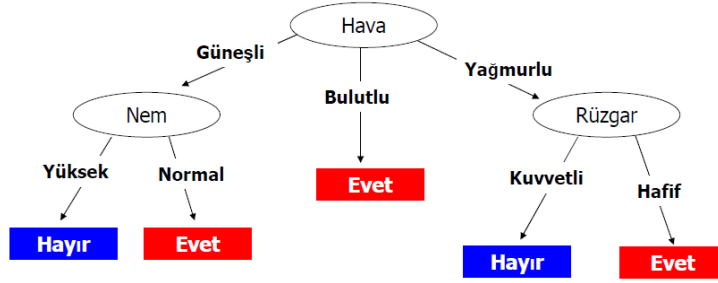 Hava
Güneşli
Yağmurlu
Bulutlu
Nem
Rüzgar
Yüksek
Normal
Evet
Kuvvetli
Hafif
Hayır
Evet
Hayır
Evet